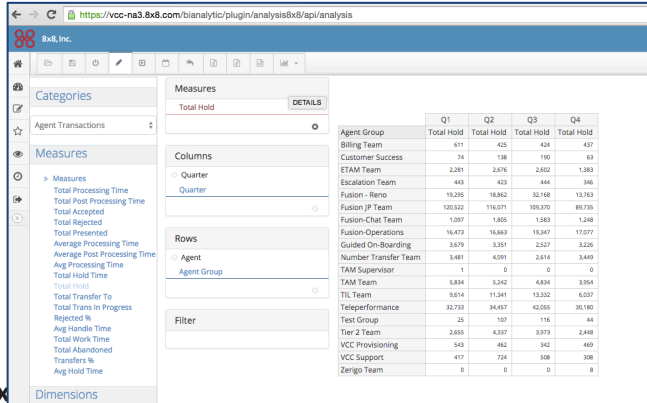 https://vcc-na3.8x8.com/bianalytic/plugin/analysis8x8/api/analysis
8x8, Inc.
Categories
Agent Transactions
Measures
Measures
Total Processing Time
Total Post Processing Time
Total Accepted
Total Rejected
Total Presented
Average Processing Time
Average Post Processing Time
Avg Processing Time
Total Hold Time
Total Hold
Total Transfer To
Total Trans In Progress
Rejected %
Avg Handle Time
Total Work Time
Total Abandoned
Transfers %
Avg Hold Time
Dimensions
x
Measures
Total Hold
DETAILS
Columns
Quarter
Quarter
Rows
Agent
Agent Group
Filter
Q1 Q2 Q3 Q4
Agent Group Total Hold Total Hold Total Hold Total Hold
Billing Team 611 425 424 437
Customer Success 74 138 190 63
ETAM Team 2,281 2,676 2,602 1,383
Escalation Team 443 423 444 346
Fusion - Reno 19,295 18,862 32,168 13,763
Fusion JP Team 120,522 116,071 109,370 89,735
Fusion-Chat Team 1,097 1,805 1,583 1,248
Fusion-Operations 16,473 16,663 19,347 17,077
Guided On-Boarding 3,679 3,351 2,527 3,226
Number Transfer Team 3,481 4,091 2,614 3,449
TAM Supervisor 1 0 0 0
TAM Team 5,834 5,242 4,834 3,954
TIL Team 9,614 11,341 13,332 6,037
Teleperformance 32,733 34,457 42,055 30,180
Test Group 25 107 116 44
Tier 2 Team 2,655 4,337 3,973 2,448
VCC Provisioning 543 462 342 469
VCC Support 417 724 508 308
Zerigo Team 0 0 0 8